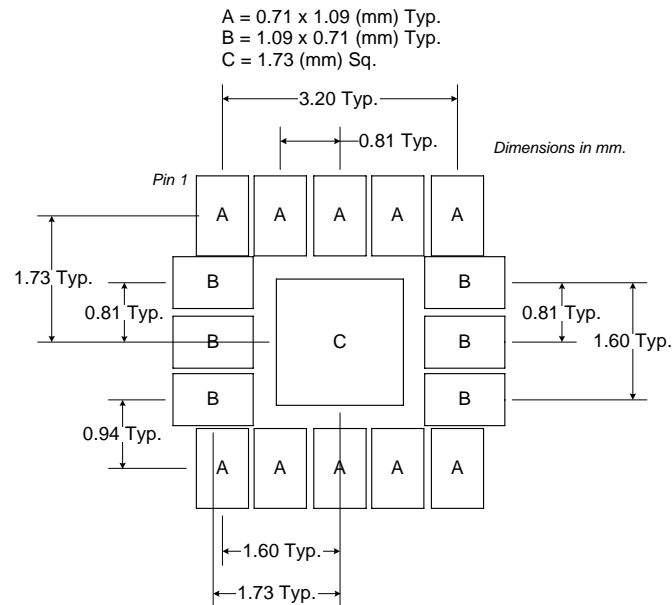 A = 0.71 x 1.09 (mm) Typ.
B = 1.09 x 0.71 (mm) Typ.
C = 1.73 (mm) Sq.
3.20 Typ.
0.81 Typ.
Dimensions in mm.
Pin 1
A A A A A
1.73 Typ.
B B
0.81 Typ.
0.81 Typ.
B C B
1.60 Typ.
B B
0.94 Typ.
A A A A A
1.60 Typ.
1.73 Typ.